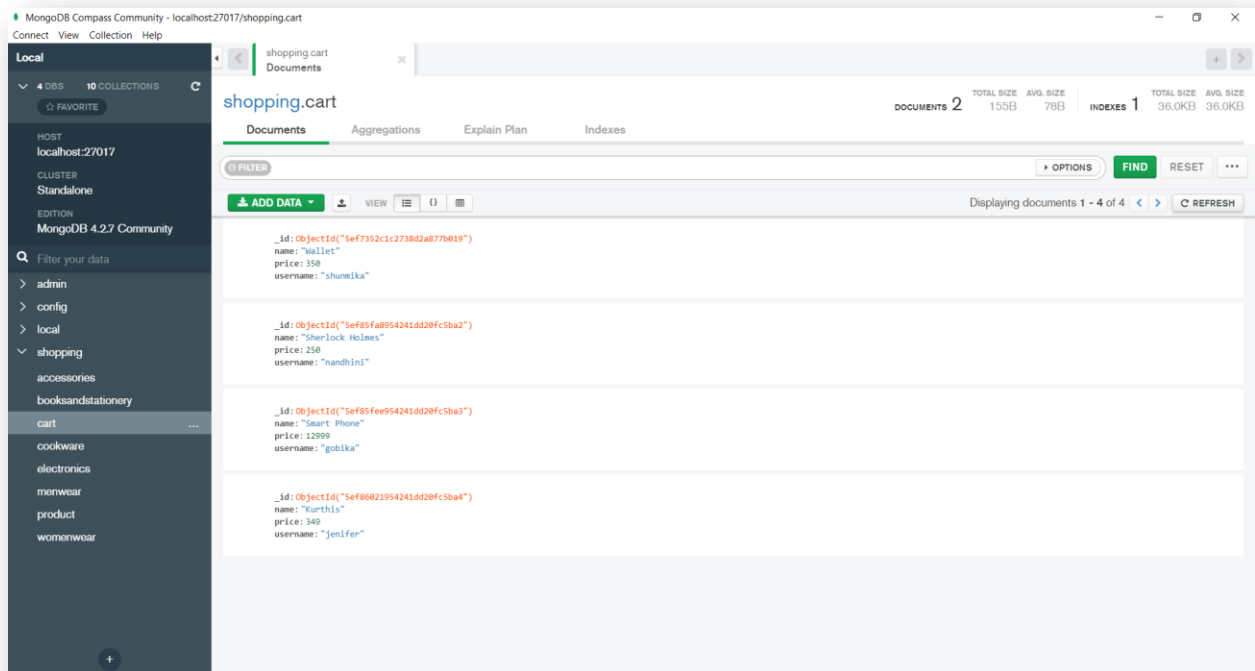 MongoDB Compass Community - localhost:27017/shopping.cart
Connect View Collection Help
Local
4 DBS 10 COLLECTIONS
FAVORITE
HOST
localhost:27017
CLUSTER
Standalone
EDITION
MongoDB 4.2.7 Community
Filter your data
admin
config
local
shopping
accessories
booksandstationery
cart ...
cookware
electronics
menwear
product
womenwear
shopping.cart
Documents
shopping.cart
DOCUMENTS 2 TOTAL SIZE 155B AVG. SIZE 78B INDEXES 1 TOTAL SIZE 36.0KB AVG. SIZE 36.0KB
Documents Aggregations Explain Plan Indexes
FILTER OPTIONS FIND RESET ...
ADD DATA VIEW {} Displaying documents 1 - 4 of 4 < > REFRESH
_id:ObjectId("5ef7352c1c2738d2a877b019")
name:"Wallet"
price:350
username:"shunmika"
_id:ObjectId("5ef85fa8954241dd20fc5ba2")
name:"Sherlock Holmes"
price:250
username:"nandhini"
_id:ObjectId("5ef85fee954241dd20fc5ba3")
name:"Smart Phone"
price:12999
username:"gobika"
_id:ObjectId("5ef86021954241dd20fc5ba4")
name:"Kurthis"
price:349
username:"jenifer"